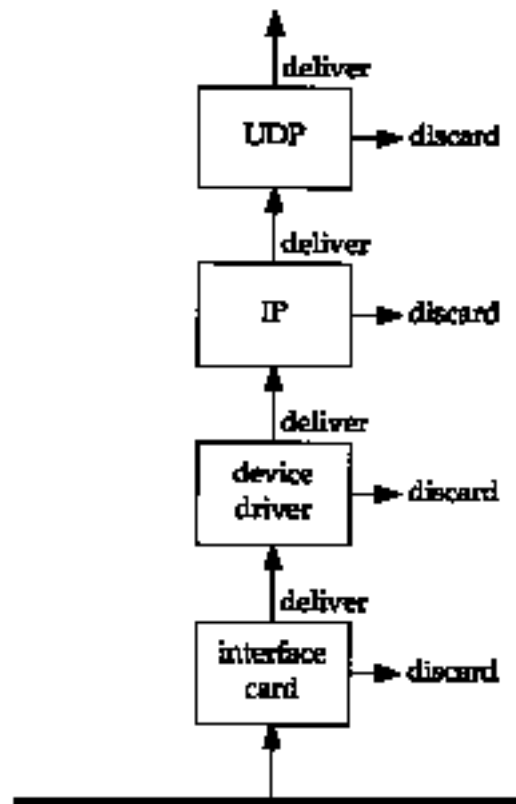 deliver
UDP
discard
deliver
IP
discard
deliver
device
driver
discard
deliver
interface
card
discard